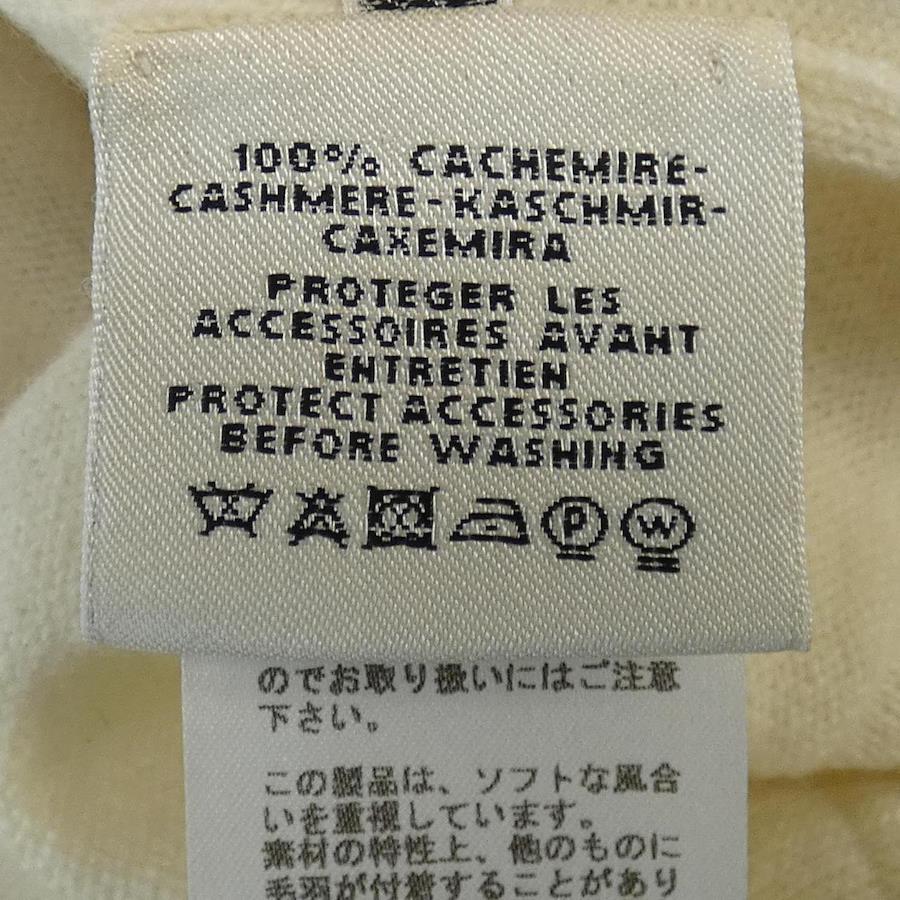 100% CACHEMIRE-
CASHMERE-KASCHMIR-
CAXEMIRA
PROTEGER LES
ACCESSOIRES AVANT
ENTRETIEN
PROTECT ACCESSORIES
BEFORE WASHING
P W
のでお取り扱いにはご注意
下さい。
この製品は、ソフトな風合
いを重視しています。
素材の特性上、他のものに
毛羽が付着することがあり